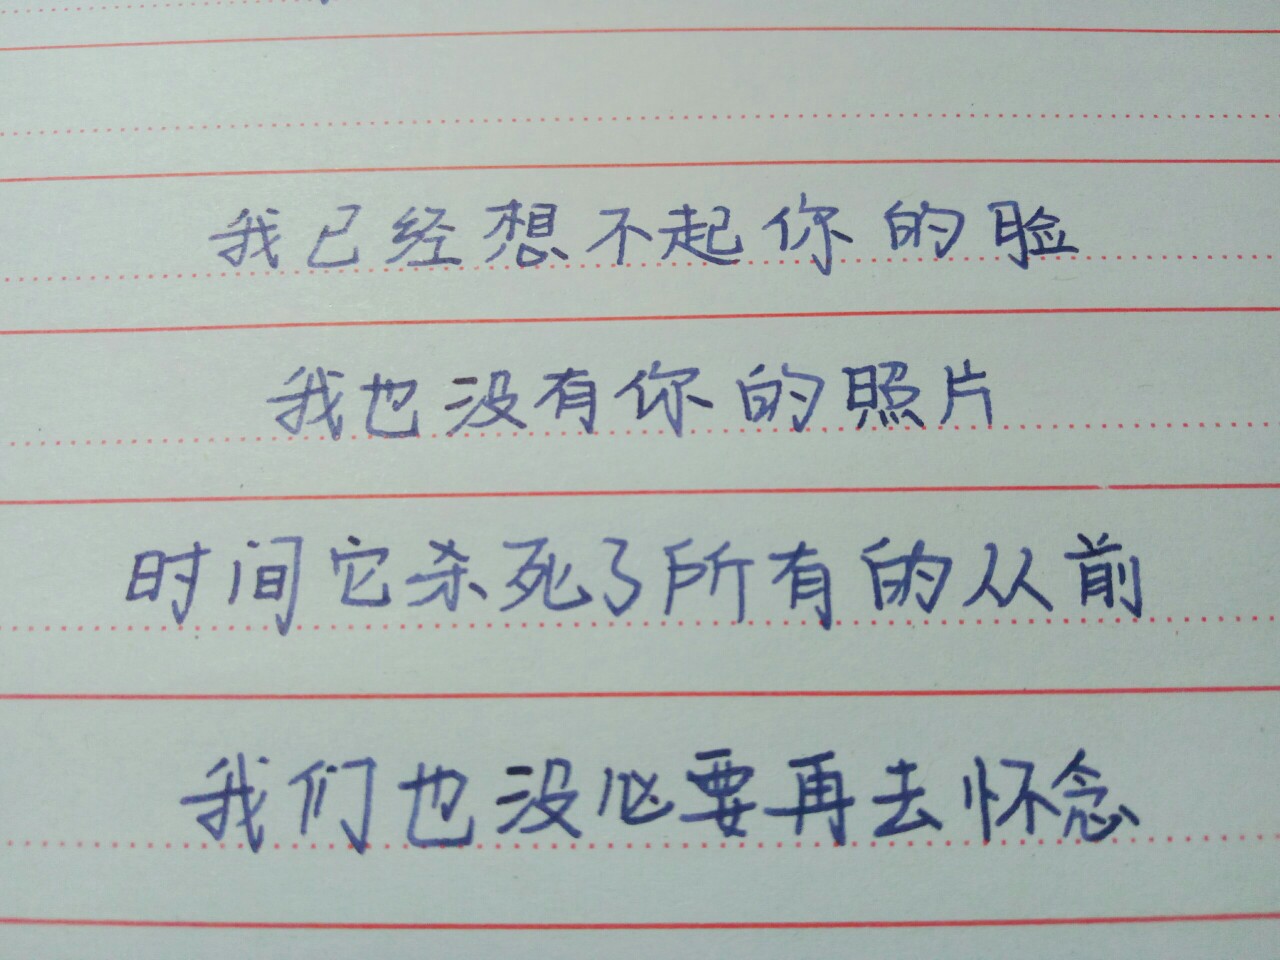 我已经想不起你的脸
我也没有你的照片
时间它杀死了所有的从前
我们也没必要再去怀念